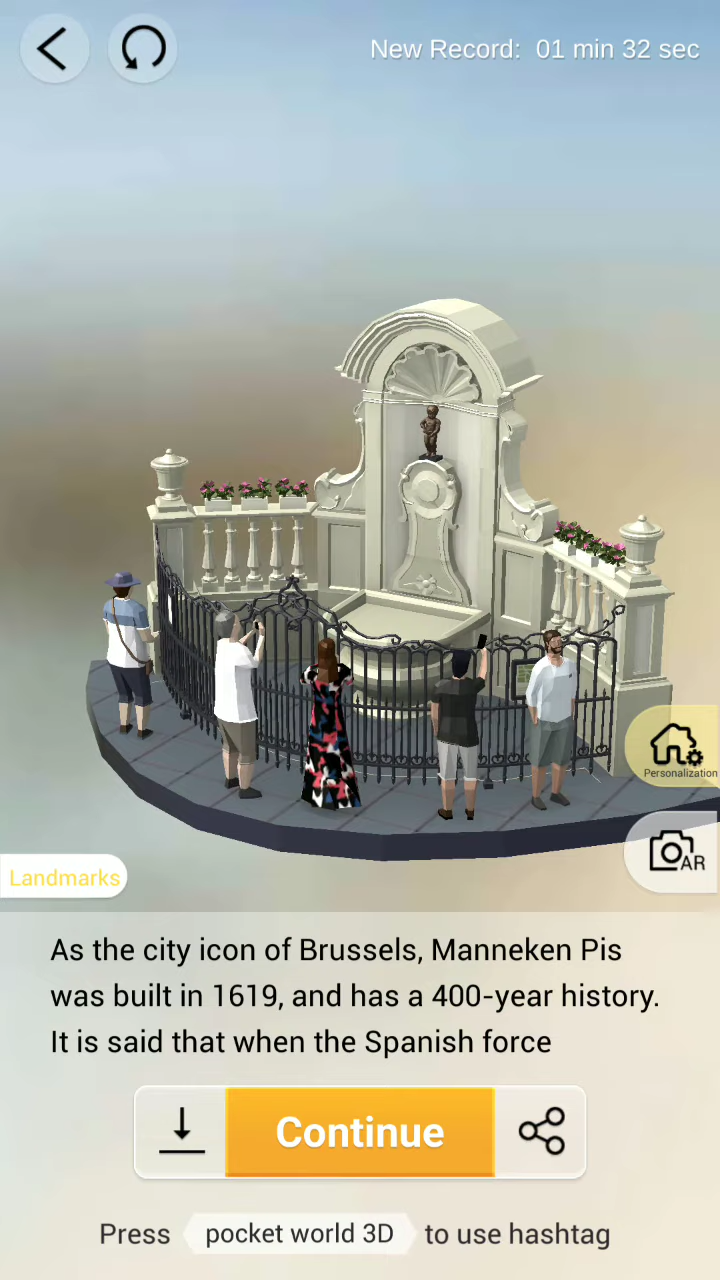 New Record: 01 min 32 sec
Personalization
AR
Landmarks
As the city icon of Brussels, Manneken Pis
was built in 1619, and has a 400-year history.
It is said that when the Spanish force
Continue
Press pocket world 3D to use hashtag